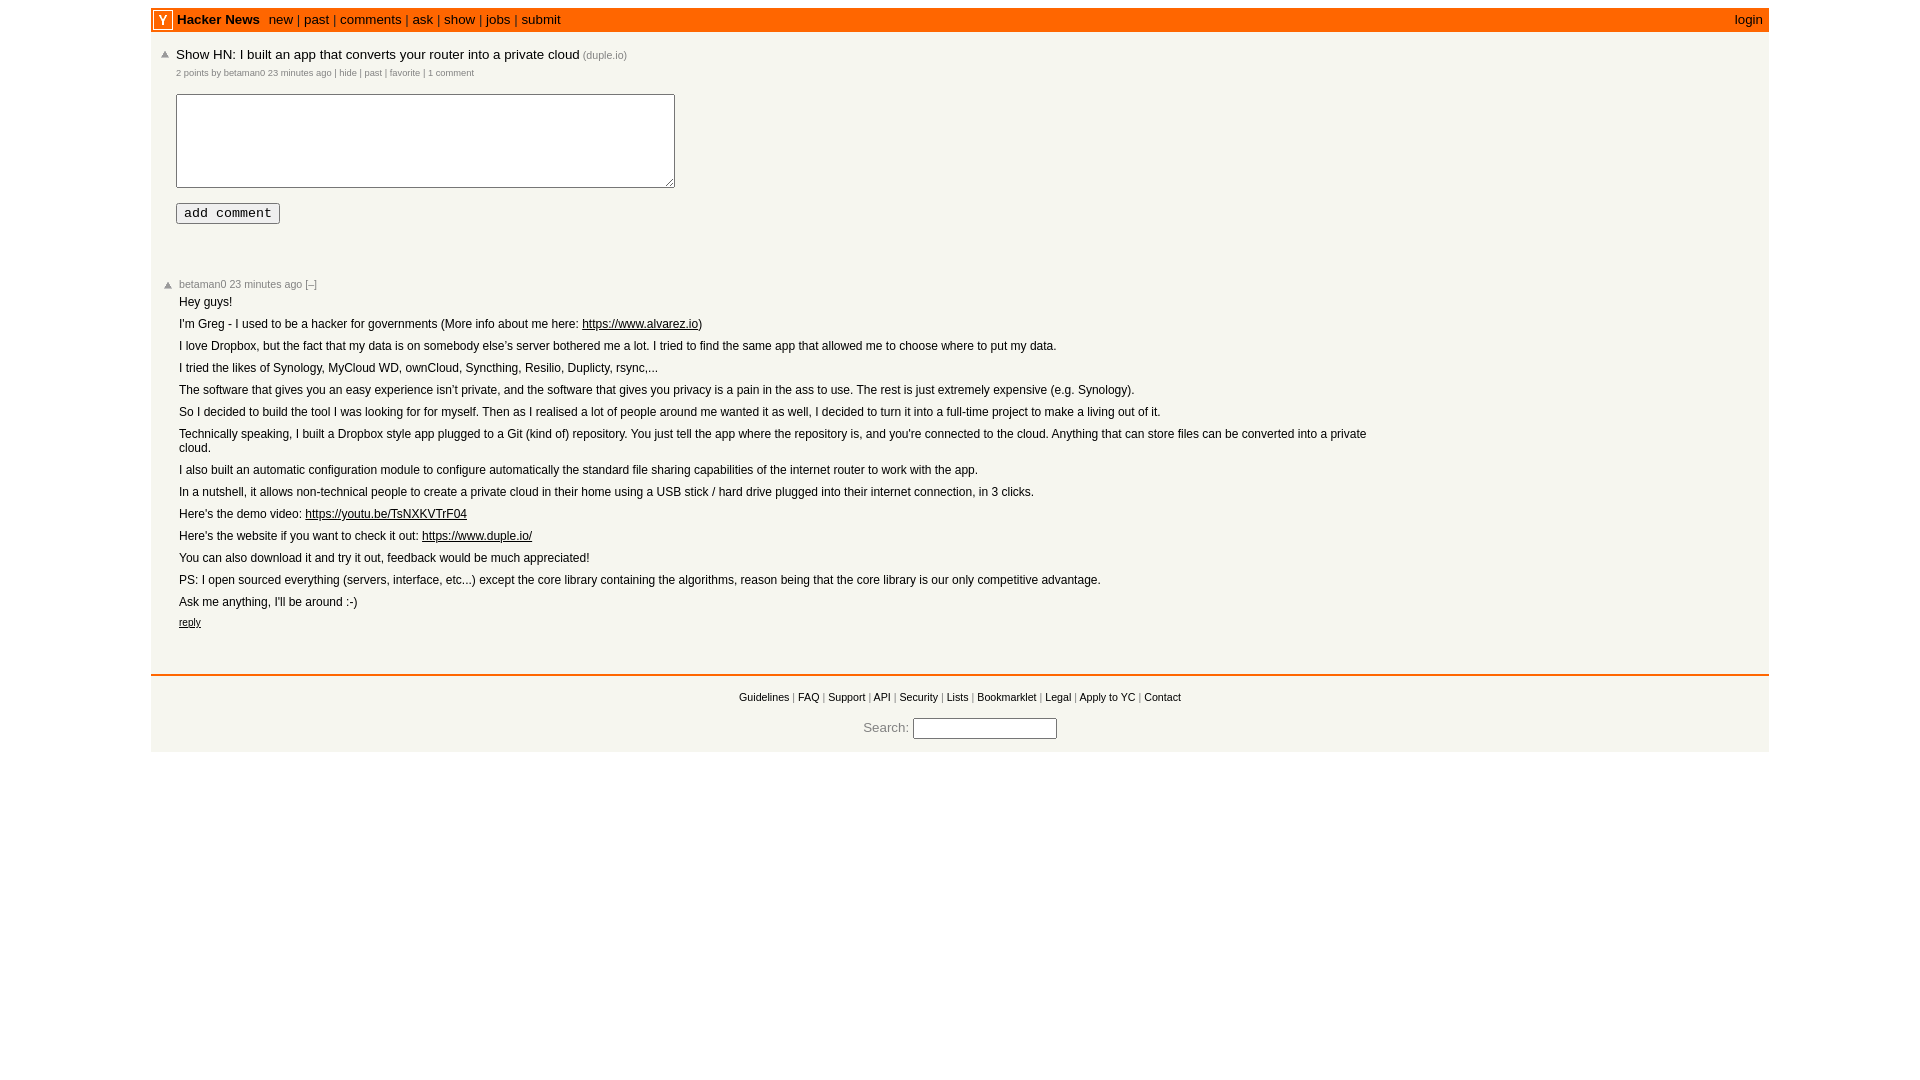 Y Hacker News new | past | comments | ask | show | jobs | submit login
Show HN: I built an app that converts your router into a private cloud (duple.io)
2 points by betaman0 23 minutes ago | hide | past | favorite | 1 comment
add comment
betaman0 23 minutes ago [–]
Hey guys!
I'm Greg - I used to be a hacker for governments (More info about me here: https://www.alvarez.io)
I love Dropbox, but the fact that my data is on somebody else’s server bothered me a lot. I tried to find the same app that allowed me to choose where to put my data.
I tried the likes of Synology, MyCloud WD, ownCloud, Syncthing, Resilio, Duplicty, rsync,...
The software that gives you an easy experience isn’t private, and the software that gives you privacy is a pain in the ass to use. The rest is just extremely expensive (e.g. Synology).
So I decided to build the tool I was looking for for myself. Then as I realised a lot of people around me wanted it as well, I decided to turn it into a full-time project to make a living out of it.
Technically speaking, I built a Dropbox style app plugged to a Git (kind of) repository. You just tell the app where the repository is, and you're connected to the cloud. Anything that can store files can be converted into a private
cloud.
I also built an automatic configuration module to configure automatically the standard file sharing capabilities of the internet router to work with the app.
In a nutshell, it allows non-technical people to create a private cloud in their home using a USB stick / hard drive plugged into their internet connection, in 3 clicks.
Here's the demo video: https://youtu.be/TsNXKVTrF04
Here's the website if you want to check it out: https://www.duple.io/
You can also download it and try it out, feedback would be much appreciated!
PS: I open sourced everything (servers, interface, etc...) except the core library containing the algorithms, reason being that the core library is our only competitive advantage.
Ask me anything, I'll be around :-)
reply
Guidelines | FAQ | Support | API | Security | Lists | Bookmarklet | Legal | Apply to YC | Contact
Search: